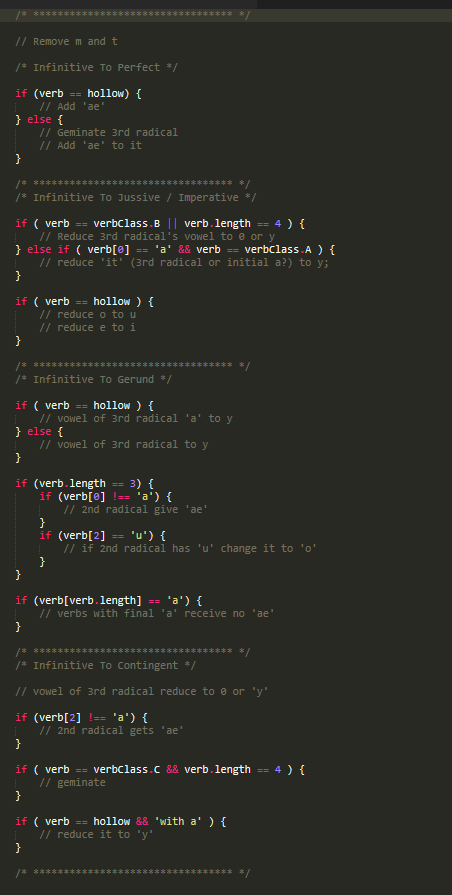 /* ********************************* */
// Remove m and t
/* Infinitive To Perfect */
if (verb == hollow) {
// Add 'ae'
} else {
// Geminate 3rd radical
// Add 'ae' to it
}
/* ********************************* */
/* Infinitive To Jussive / Imperative */
if ( verb == verbClass.B || verb.length == 4 ) {
// Reduce 3rd radical's vowel to 0 or y
} else if ( verb[0] == 'a' && verb == verbClass.A ) {
// reduce 'it' (3rd radical or initial a?) to y;
}
if ( verb == hollow ) {
// reduce o to u
// reduce e to i
}
/* ********************************* */
/* Infinitive To Gerund */
if ( verb == hollow ) {
// vowel of 3rd radical 'a' to y
} else {
// vowel of 3rd radical to y
}
if (verb.length == 3) {
if (verb[0] !== 'a') {
// 2nd radical give 'ae'
}
if (verb[2] == 'u') {
// if 2nd radical has 'u' change it to 'o'
}
}
if (verb[verb.length] == 'a') {
// verbs with final 'a' receive no 'ae'
}
/* ********************************* */
/* Infinitive To Contingent */
// vowel of 3rd radical reduce to 0 or 'y'
if (verb[2] !== 'a') {
// 2nd radical gets 'ae'
}
if ( verb == verbClass.C && verb.length == 4 ) {
// geminate
}
if ( verb == hollow && 'with a' ) {
// reduce it to 'y'
}
/* ********************************* */